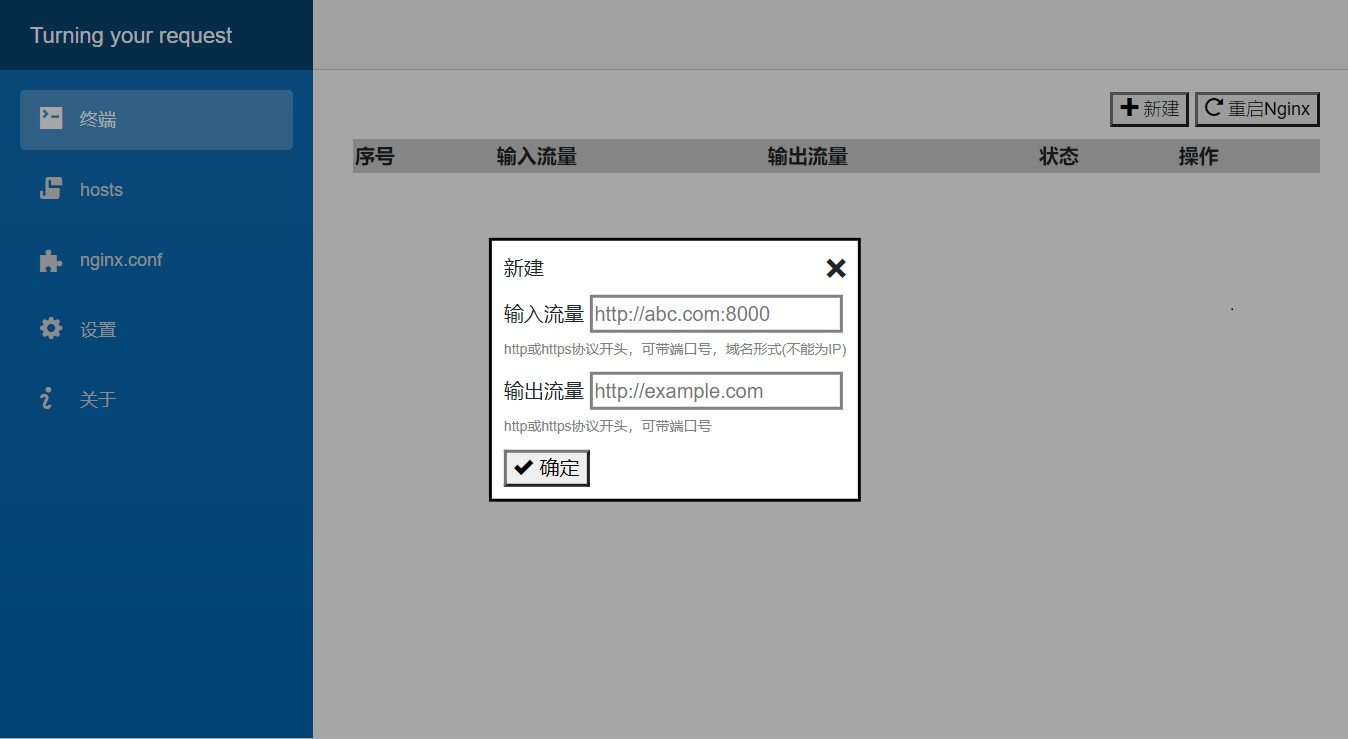 Turning your request
终端
hosts
nginx.conf
设置
关于
新建 重启Nginx
序号 输入流量 输出流量 状态 操作
新建
输入流量 http://abc.com:8000
http或https协议开头，可带端口号，域名形式(不能为IP)
输出流量 http://example.com
http或https协议开头，可带端口号
确定